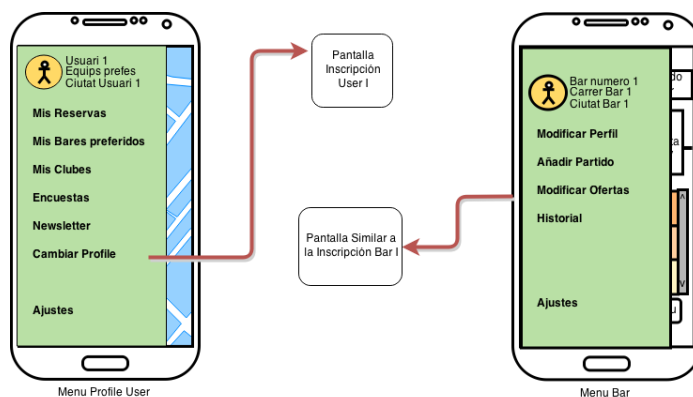 Usuari 1
Equips prefes
Ciutat Usuari 1
Mis Reservas
Mis Bares preferidos
Mis Clubes
Encuestas
Newsletter
Cambiar Profile
Ajustes
Menu Profile User
Pantalla
Inscripción
User I
Pantalla Similar a
la Inscripción Bar I
Bar numero 1
Carrer Bar 1
Ciutat Bar 1
Modificar Perfil
Añadir Partido
Modificar Ofertas
Historial
Ajustes
Menu Bar